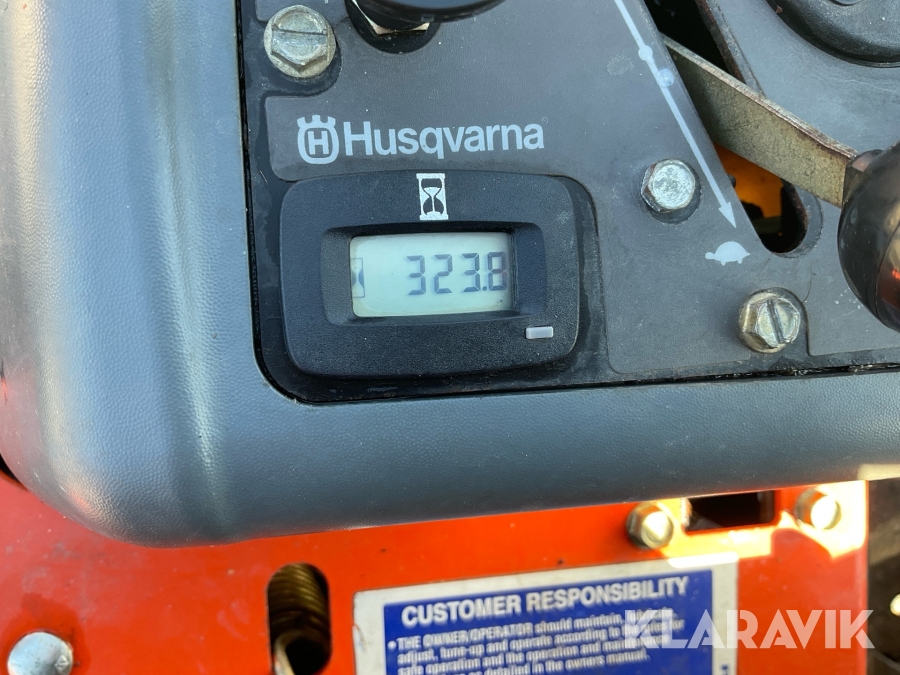 Husqvarna
323.8
CUSTOMER RESPONSIBILITY
• THE OWNER/OPERATOR should maintain,
adjust, tune-up and operate according to
safe operation and the operation and
as detailed in the owners manual.
KLARAVIK